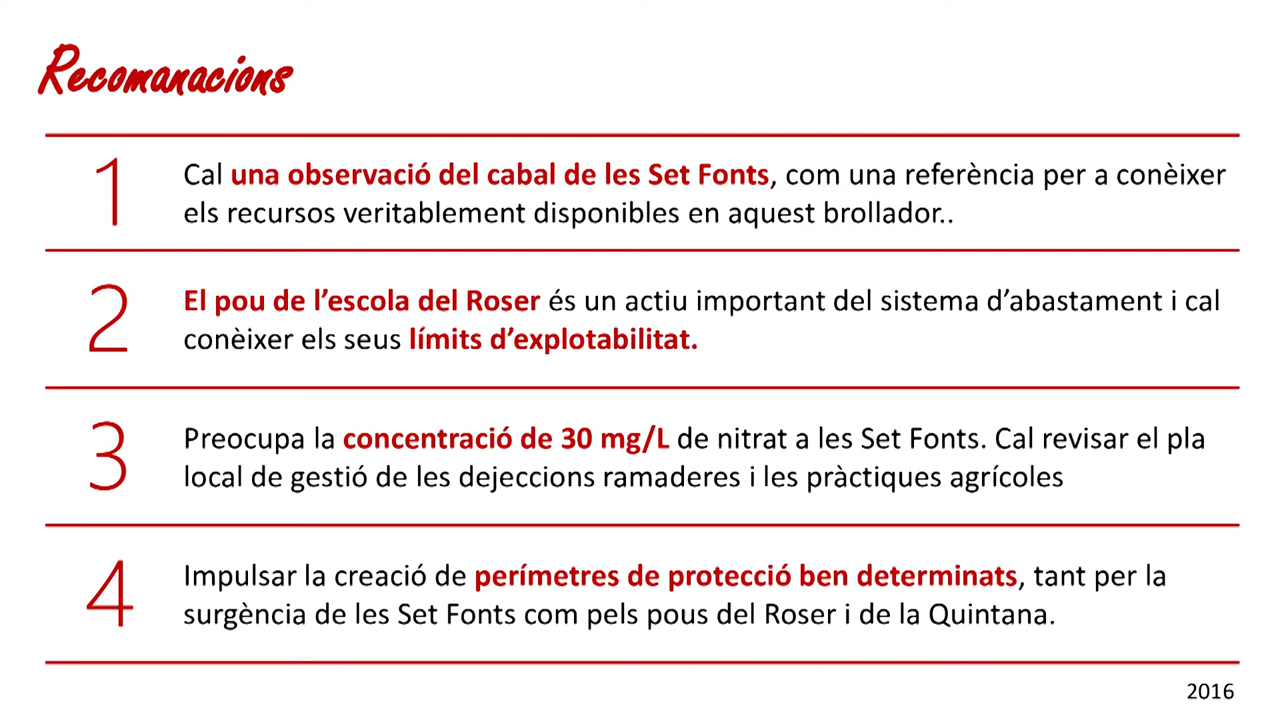 Recomanacions
1
Cal una observació del cabal de les Set Fonts, com una referència per a conèixer
els recursos veritablement disponibles en aquest brollador..
2
El pou de l’escola del Roser és un actiu important del sistema d’abastament i cal
conèixer els seus límits d’explotabilitat.
3
Preocupa la concentració de 30 mg/L de nitrat a les Set Fonts. Cal revisar el pla
local de gestió de les dejeccions ramaderes i les pràctiques agrícoles
4
Impulsar la creació de perímetres de protecció ben determinats, tant per la
surgència de les Set Fonts com pels pous del Roser i de la Quintana.
2016